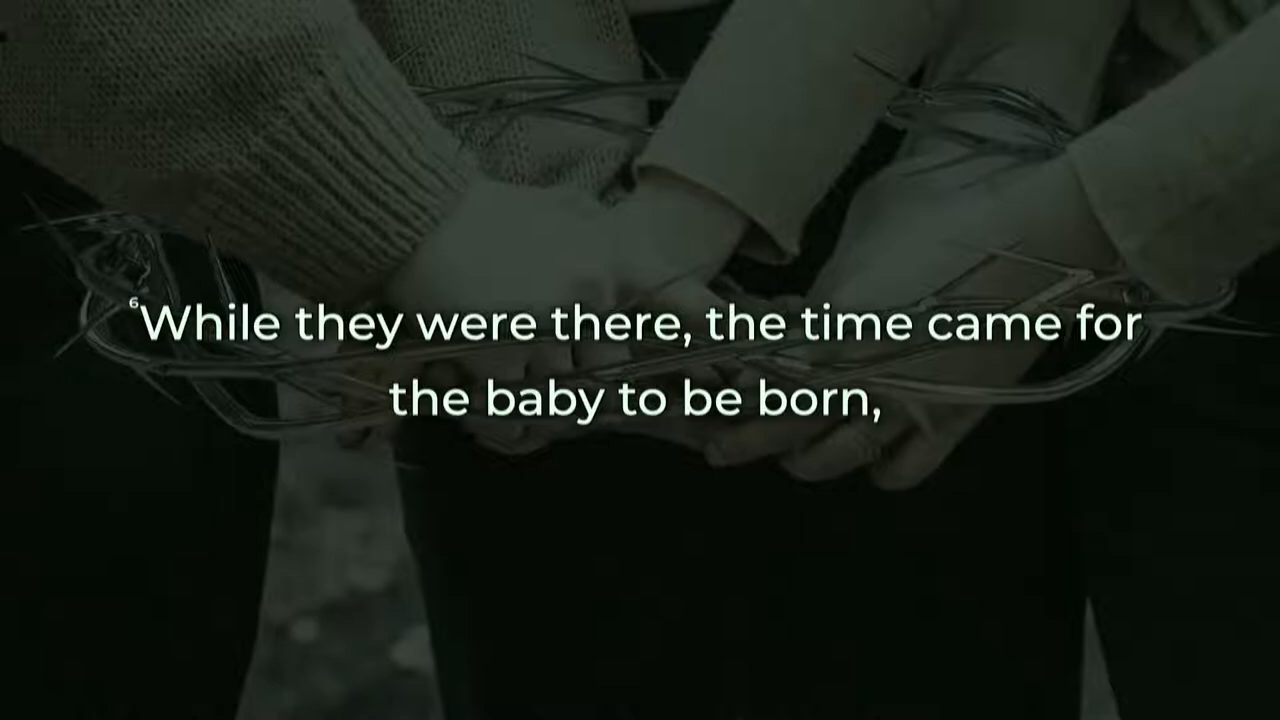 ⁶While they were there, the time came for
the baby to be born,